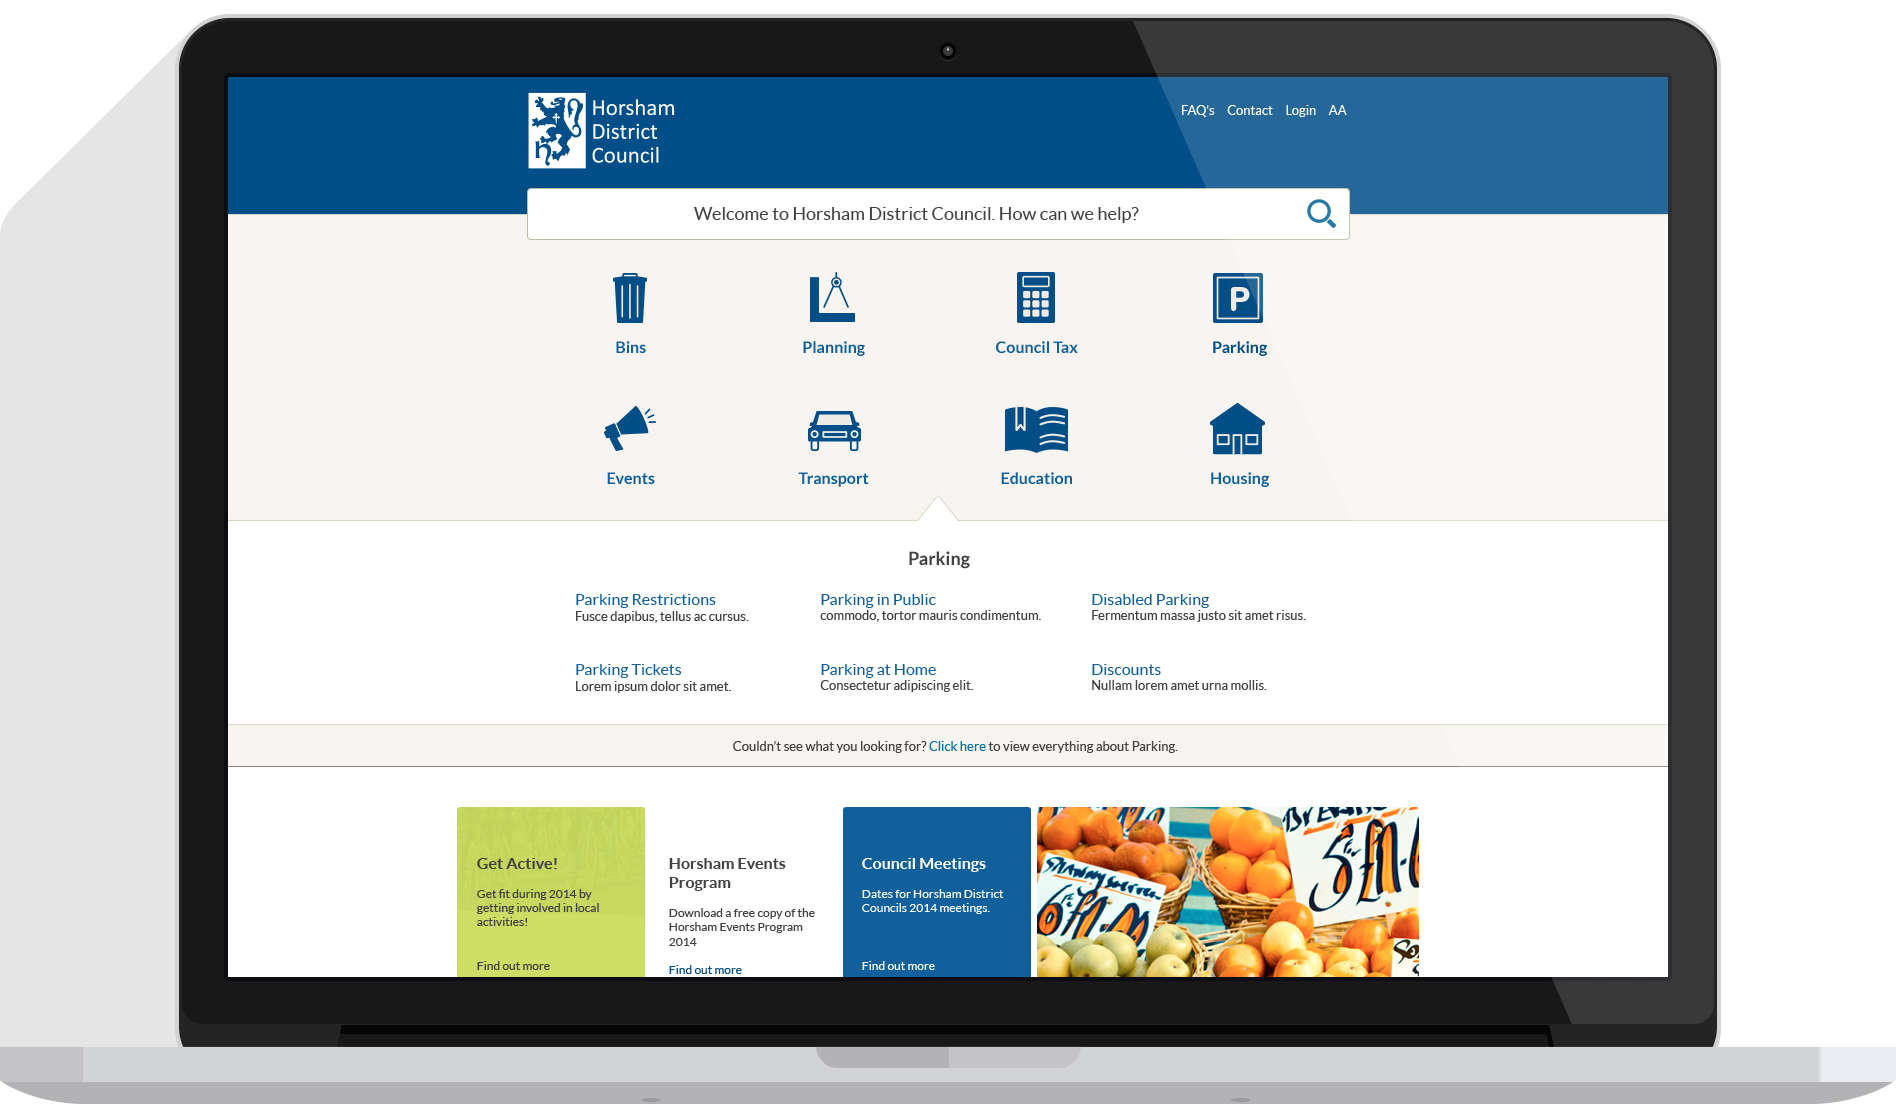 Horsham
District
Council
FAQ's Contact Login AA
Welcome to Horsham District Council. How can we help?
P
Bins Planning Council Tax Parking
Events Transport Education Housing
Parking
Parking Restrictions
Fusce dapibus, tellus ac cursus.
Parking in Public
commodo, tortor mauris condimentum.
Disabled Parking
Fermentum massa justo sit amet risus.
Parking Tickets
Lorem ipsum dolor sit amet.
Parking at Home
Consectetur adipiscing elit.
Discounts
Nullam lorem amet urna mollis.
Couldn't see what you looking for? Click here to view everything about Parking.
Get Active!
Get fit during 2014 by
getting involved in local
activities!
Find out more
Horsham Events
Program
Download a free copy of the
Horsham Events Program
2014
Find out more
Council Meetings
Dates for Horsham District
Councils 2014 meetings.
Find out more